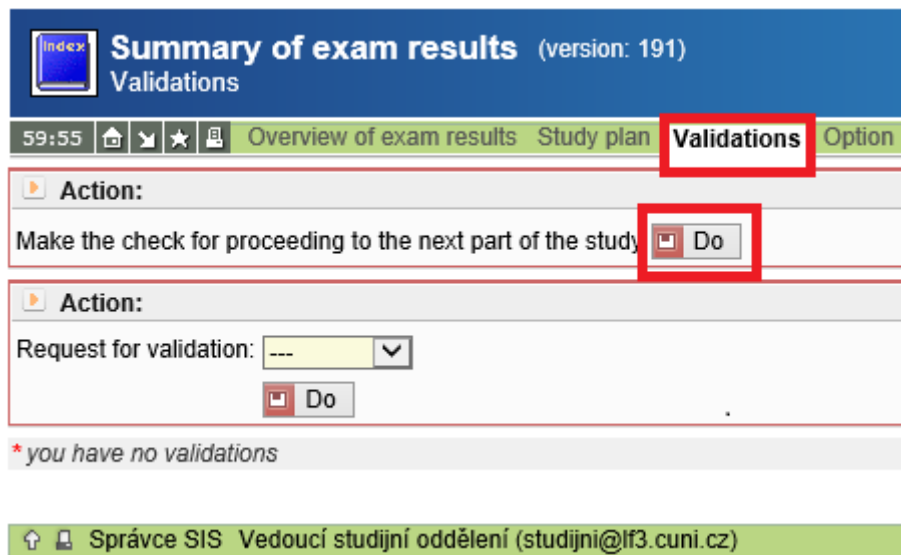 Index
Summary of exam results (version: 191)
Validations
59:55 Overview of exam results Study plan Validations Option
Action:
Make the check for proceeding to the next part of the study Do
Action:
Request for validation: ---
Do
.
* you have no validations
Správce SIS Vedoucí studijní oddělení (studijni@lf3.cuni.cz)